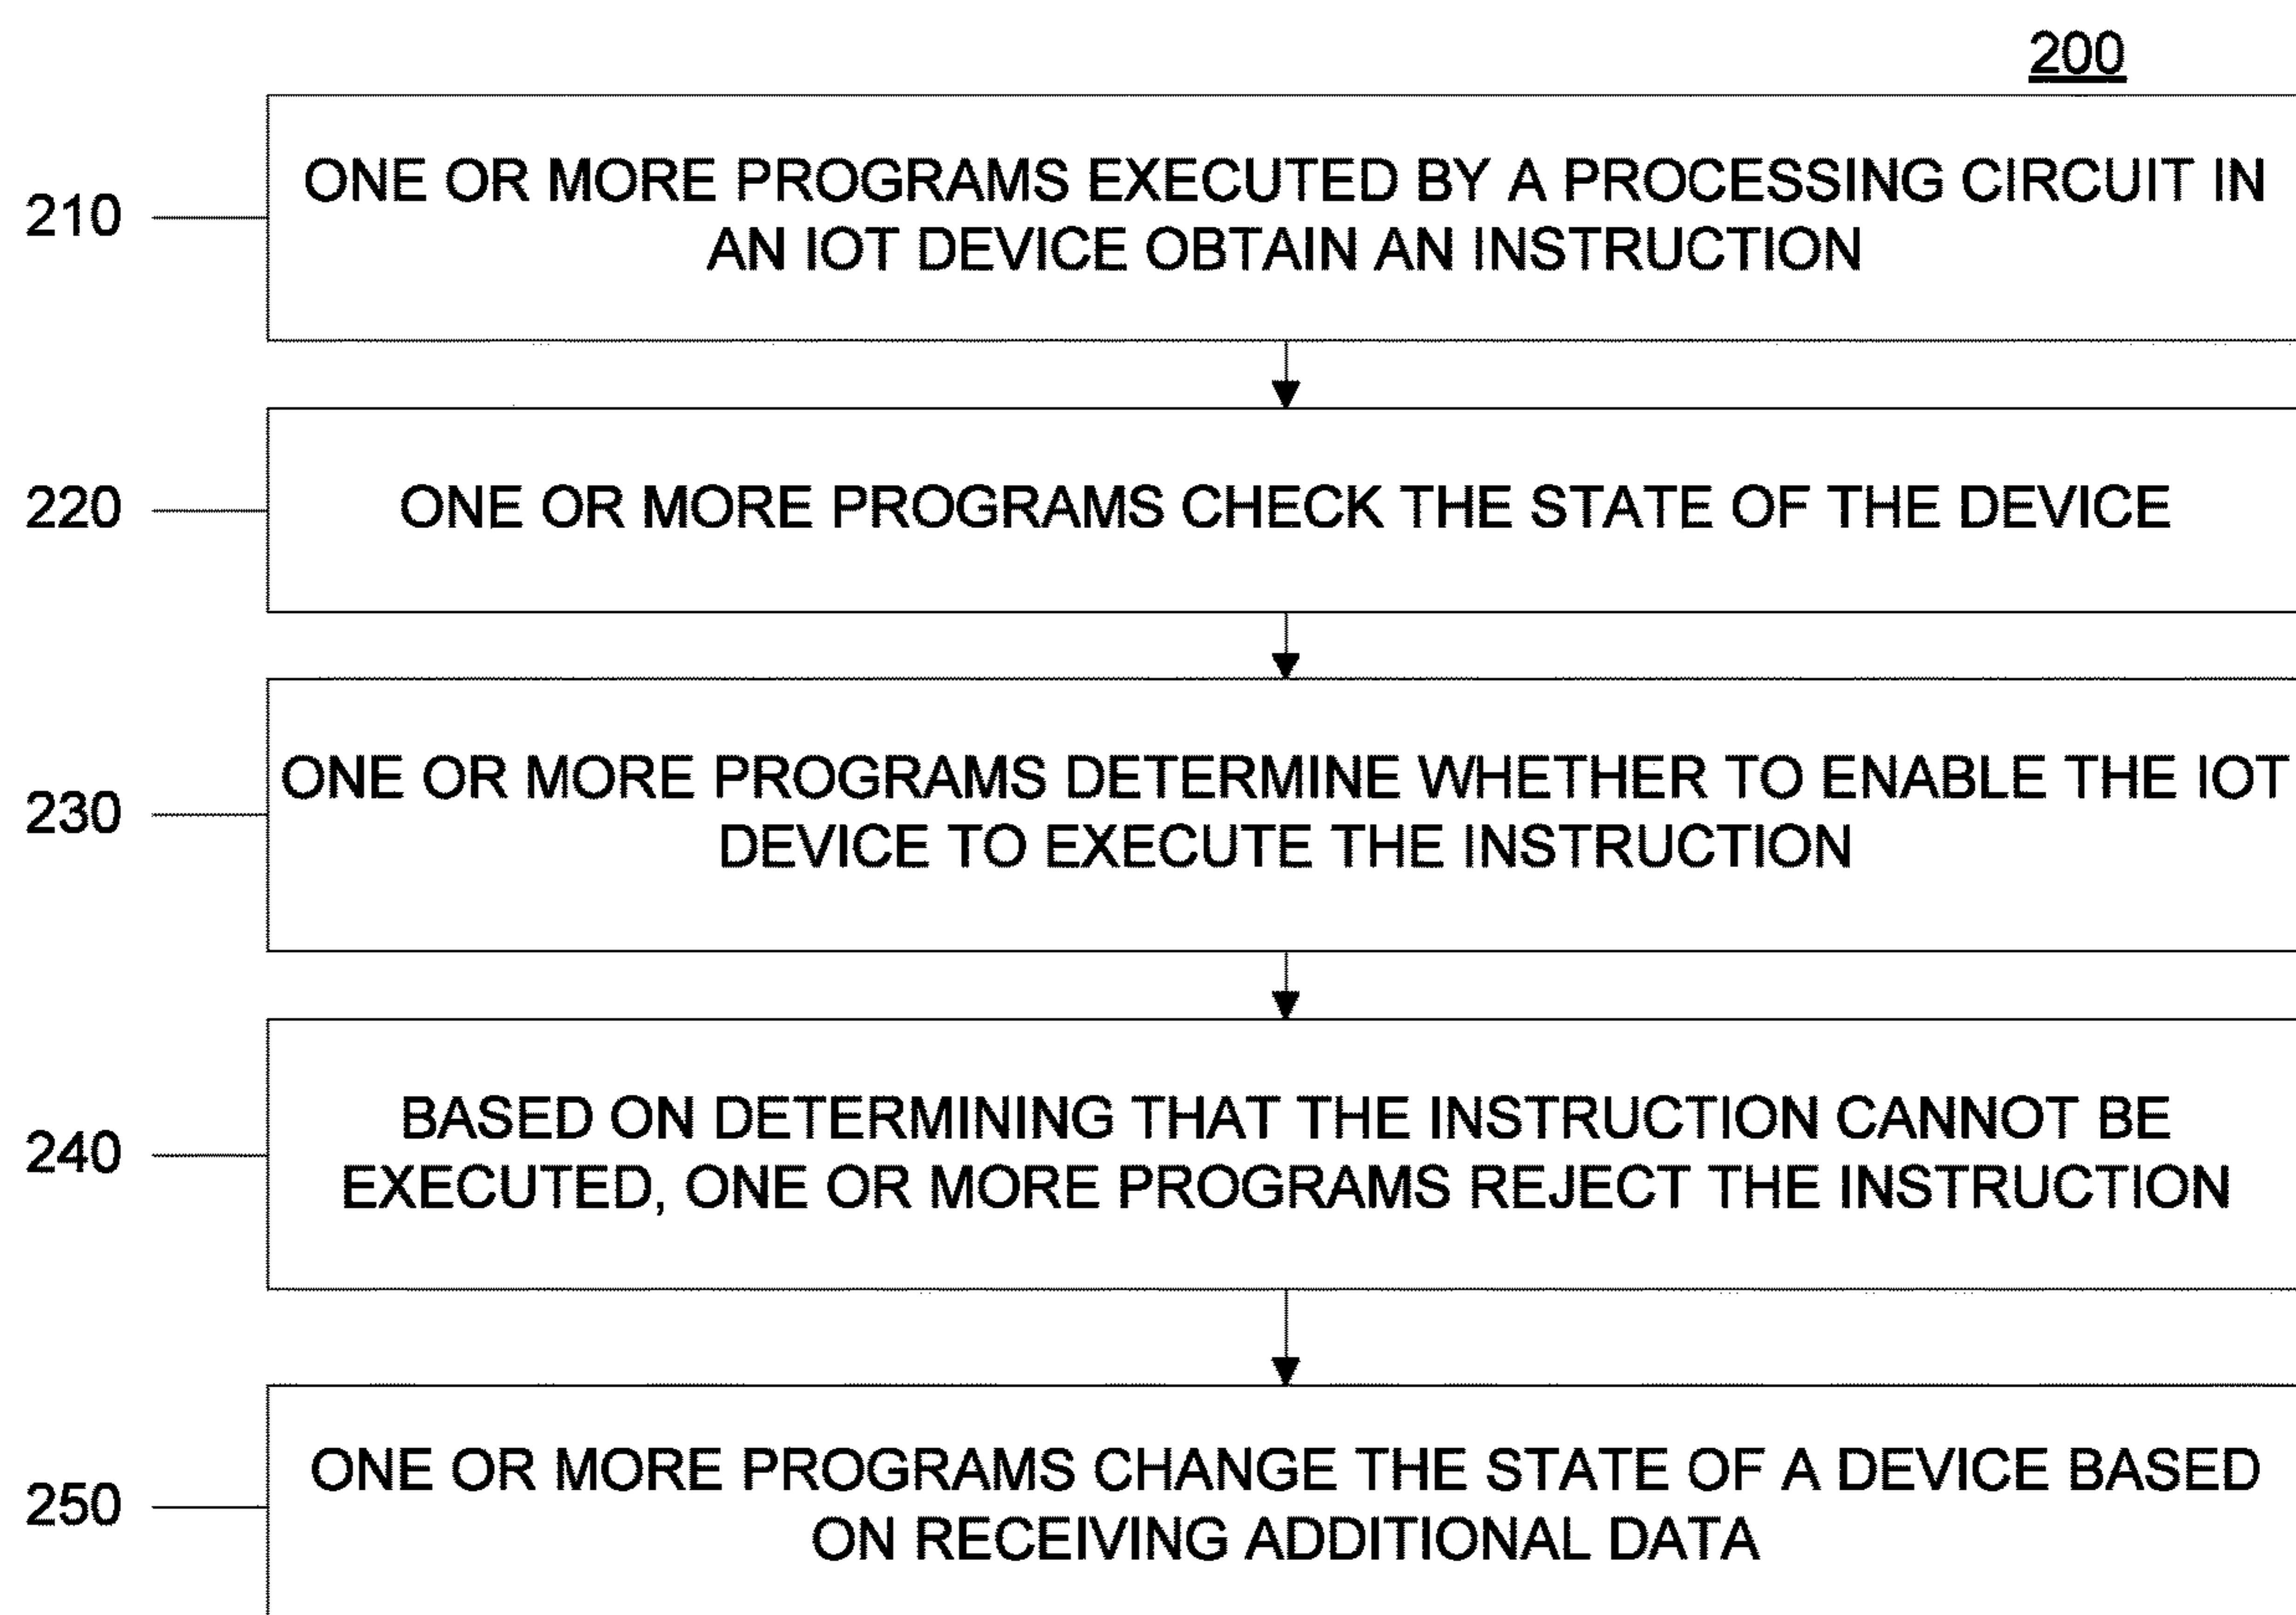 200
210
ONE OR MORE PROGRAMS EXECUTED BY A PROCESSING CIRCUIT IN
AN IOT DEVICE OBTAIN AN INSTRUCTION
220
ONE OR MORE PROGRAMS CHECK THE STATE OF THE DEVICE
230
ONE OR MORE PROGRAMS DETERMINE WHETHER TO ENABLE THE IOT
DEVICE TO EXECUTE THE INSTRUCTION
240
BASED ON DETERMINING THAT THE INSTRUCTION CANNOT BE
EXECUTED, ONE OR MORE PROGRAMS REJECT THE INSTRUCTION
250
ONE OR MORE PROGRAMS CHANGE THE STATE OF A DEVICE BASED
ON RECEIVING ADDITIONAL DATA